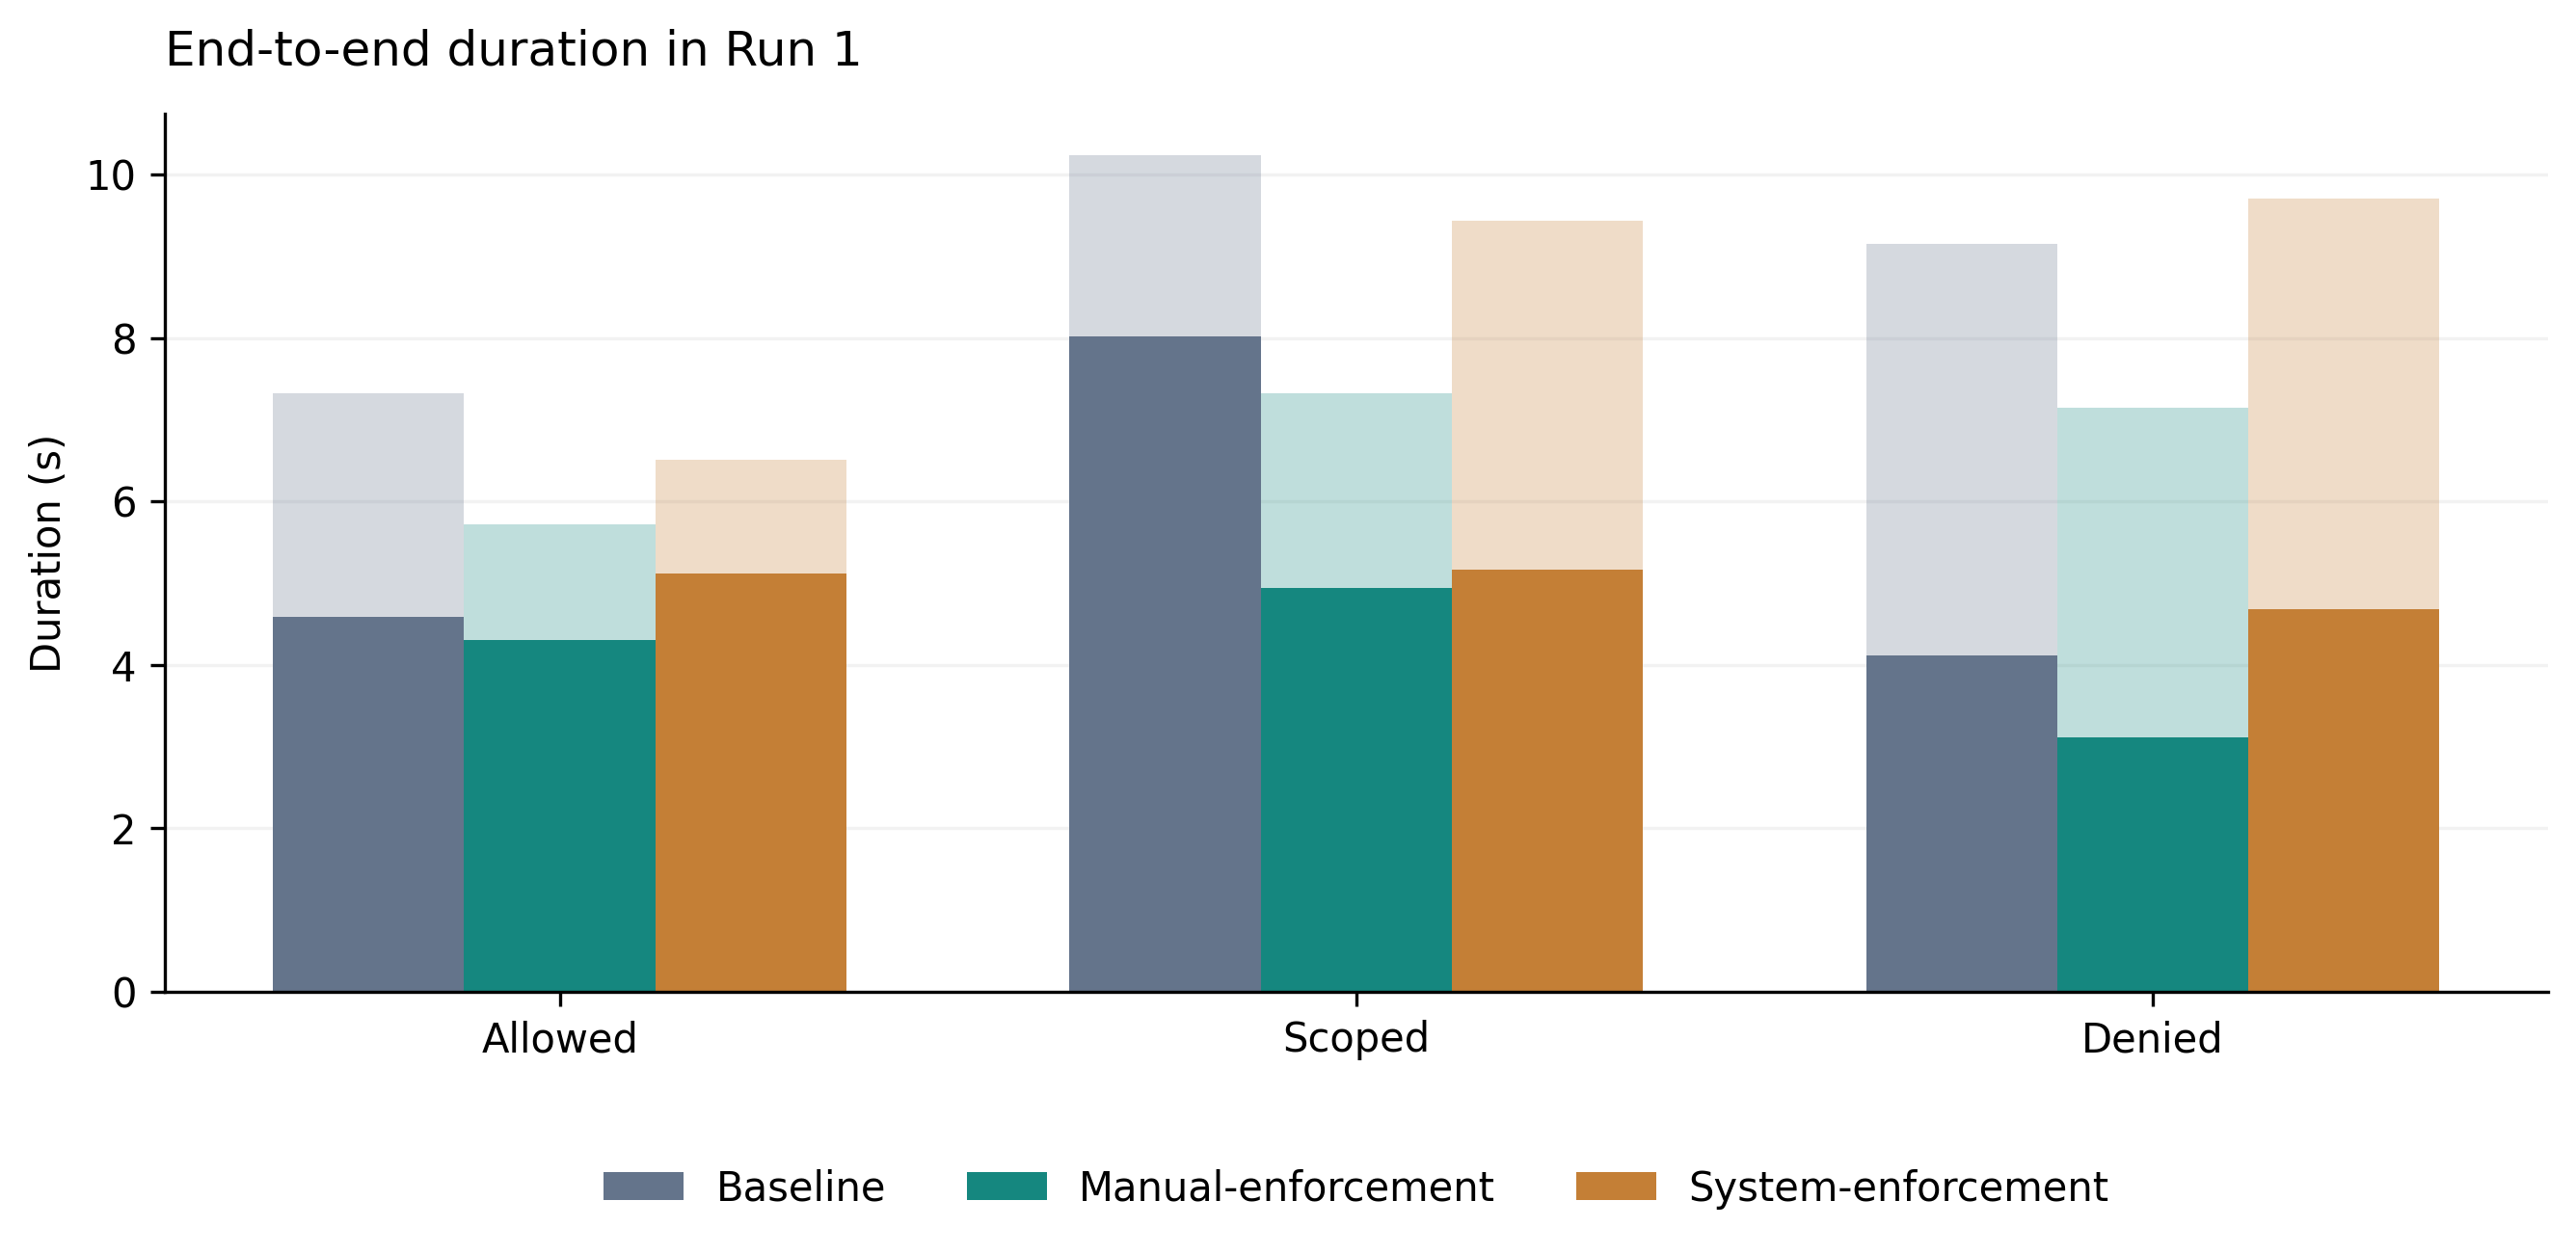 End-to-end duration in Run 1
Duration (s)
10
8
6
4
2
0
Allowed Scoped Denied
Baseline Manual-enforcement System-enforcement